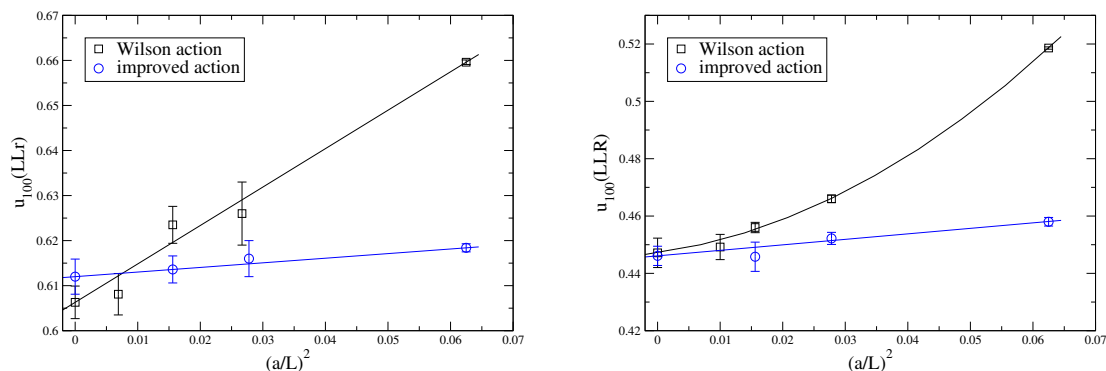 0.67
0.66
0.65
0.64
0.63
0.62
0.61
0.6
u100(LLr)
Wilson action
improved action
0 0.01 0.02 0.03 0.04 0.05 0.06 0.07
(a/L)2
0.52
0.5
0.48
0.46
0.44
0.42
u100(LLR)
Wilson action
improved action
0 0.01 0.02 0.03 0.04 0.05 0.06 0.07
(a/L)2